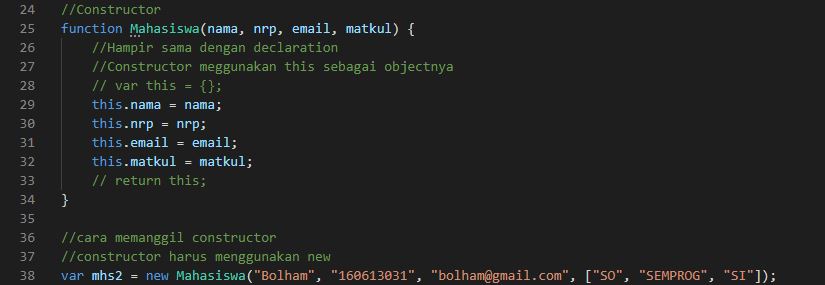 24 //Constructor
25 function Mahasiswa(nama, nrp, email, matkul) {
26 //Hampir sama dengan declaration
27 //Constructor meggunakan this sebagai objectnya
28 // var this = {};
29 this.nama = nama;
30 this.nrp = nrp;
31 this.email = email;
32 this.matkul = matkul;
33 // return this;
34 }
35
36 //cara memanggil constructor
37 //constructor harus menggunakan new
38 var mhs2 = new Mahasiswa("Bolham", "160613031", "bolham@gmail.com", ["SO", "SEMPROG", "SI"]);